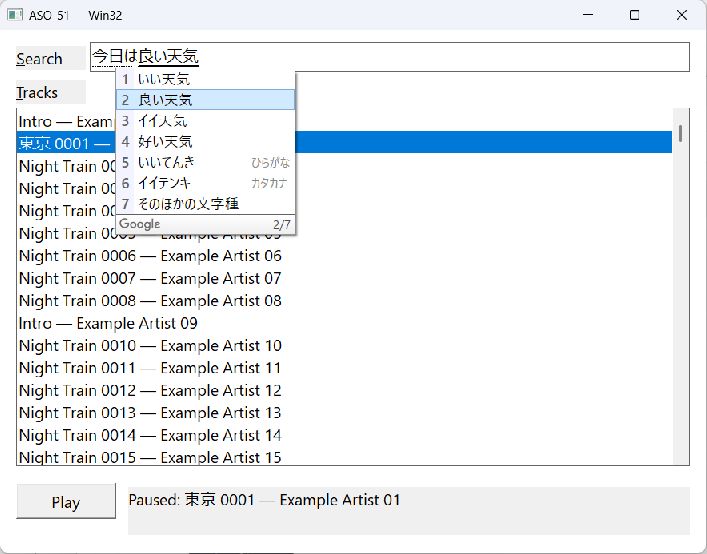 ASO-51 Win32
Search
今日は良い天気
Tracks
1 いい天気
2 良い天気
3 イイ天気
4 好い天気
5 いいてんき ひらがな
6 イイテンキ カタカナ
7 そのほかの文字種
Google 2/7
Intro — Examp
東京 0001 —
Night Train 00
Night Train 00
Night Train 00
Night Train 0006 — Example Artist 06
Night Train 0007 — Example Artist 07
Night Train 0008 — Example Artist 08
Intro — Example Artist 09
Night Train 0010 — Example Artist 10
Night Train 0011 — Example Artist 11
Night Train 0012 — Example Artist 12
Night Train 0013 — Example Artist 13
Night Train 0014 — Example Artist 14
Night Train 0015 — Example Artist 15
Play
Paused: 東京 0001 — Example Artist 01